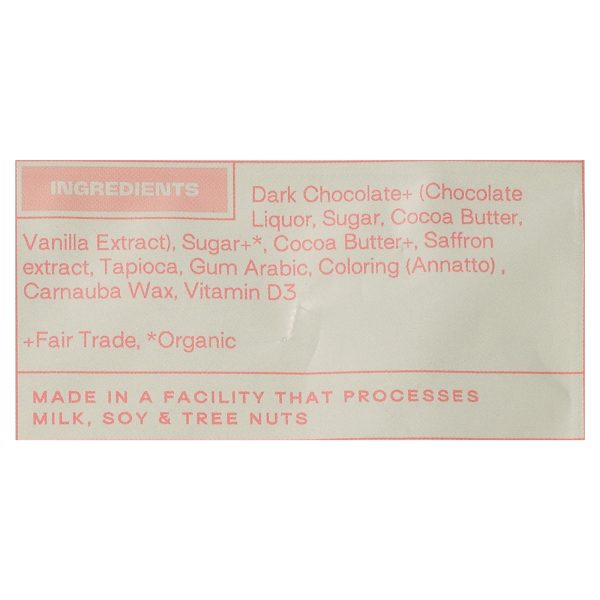 INGREDIENTS
Dark Chocolate+ (Chocolate
Liquor, Sugar, Cocoa Butter,
Vanilla Extract), Sugar+*, Cocoa Butter+, Saffron
extract, Tapioca, Gum Arabic, Coloring (Annatto) ,
Carnauba Wax, Vitamin D3
+Fair Trade, *Organic
MADE IN A FACILITY THAT PROCESSES
MILK, SOY & TREE NUTS